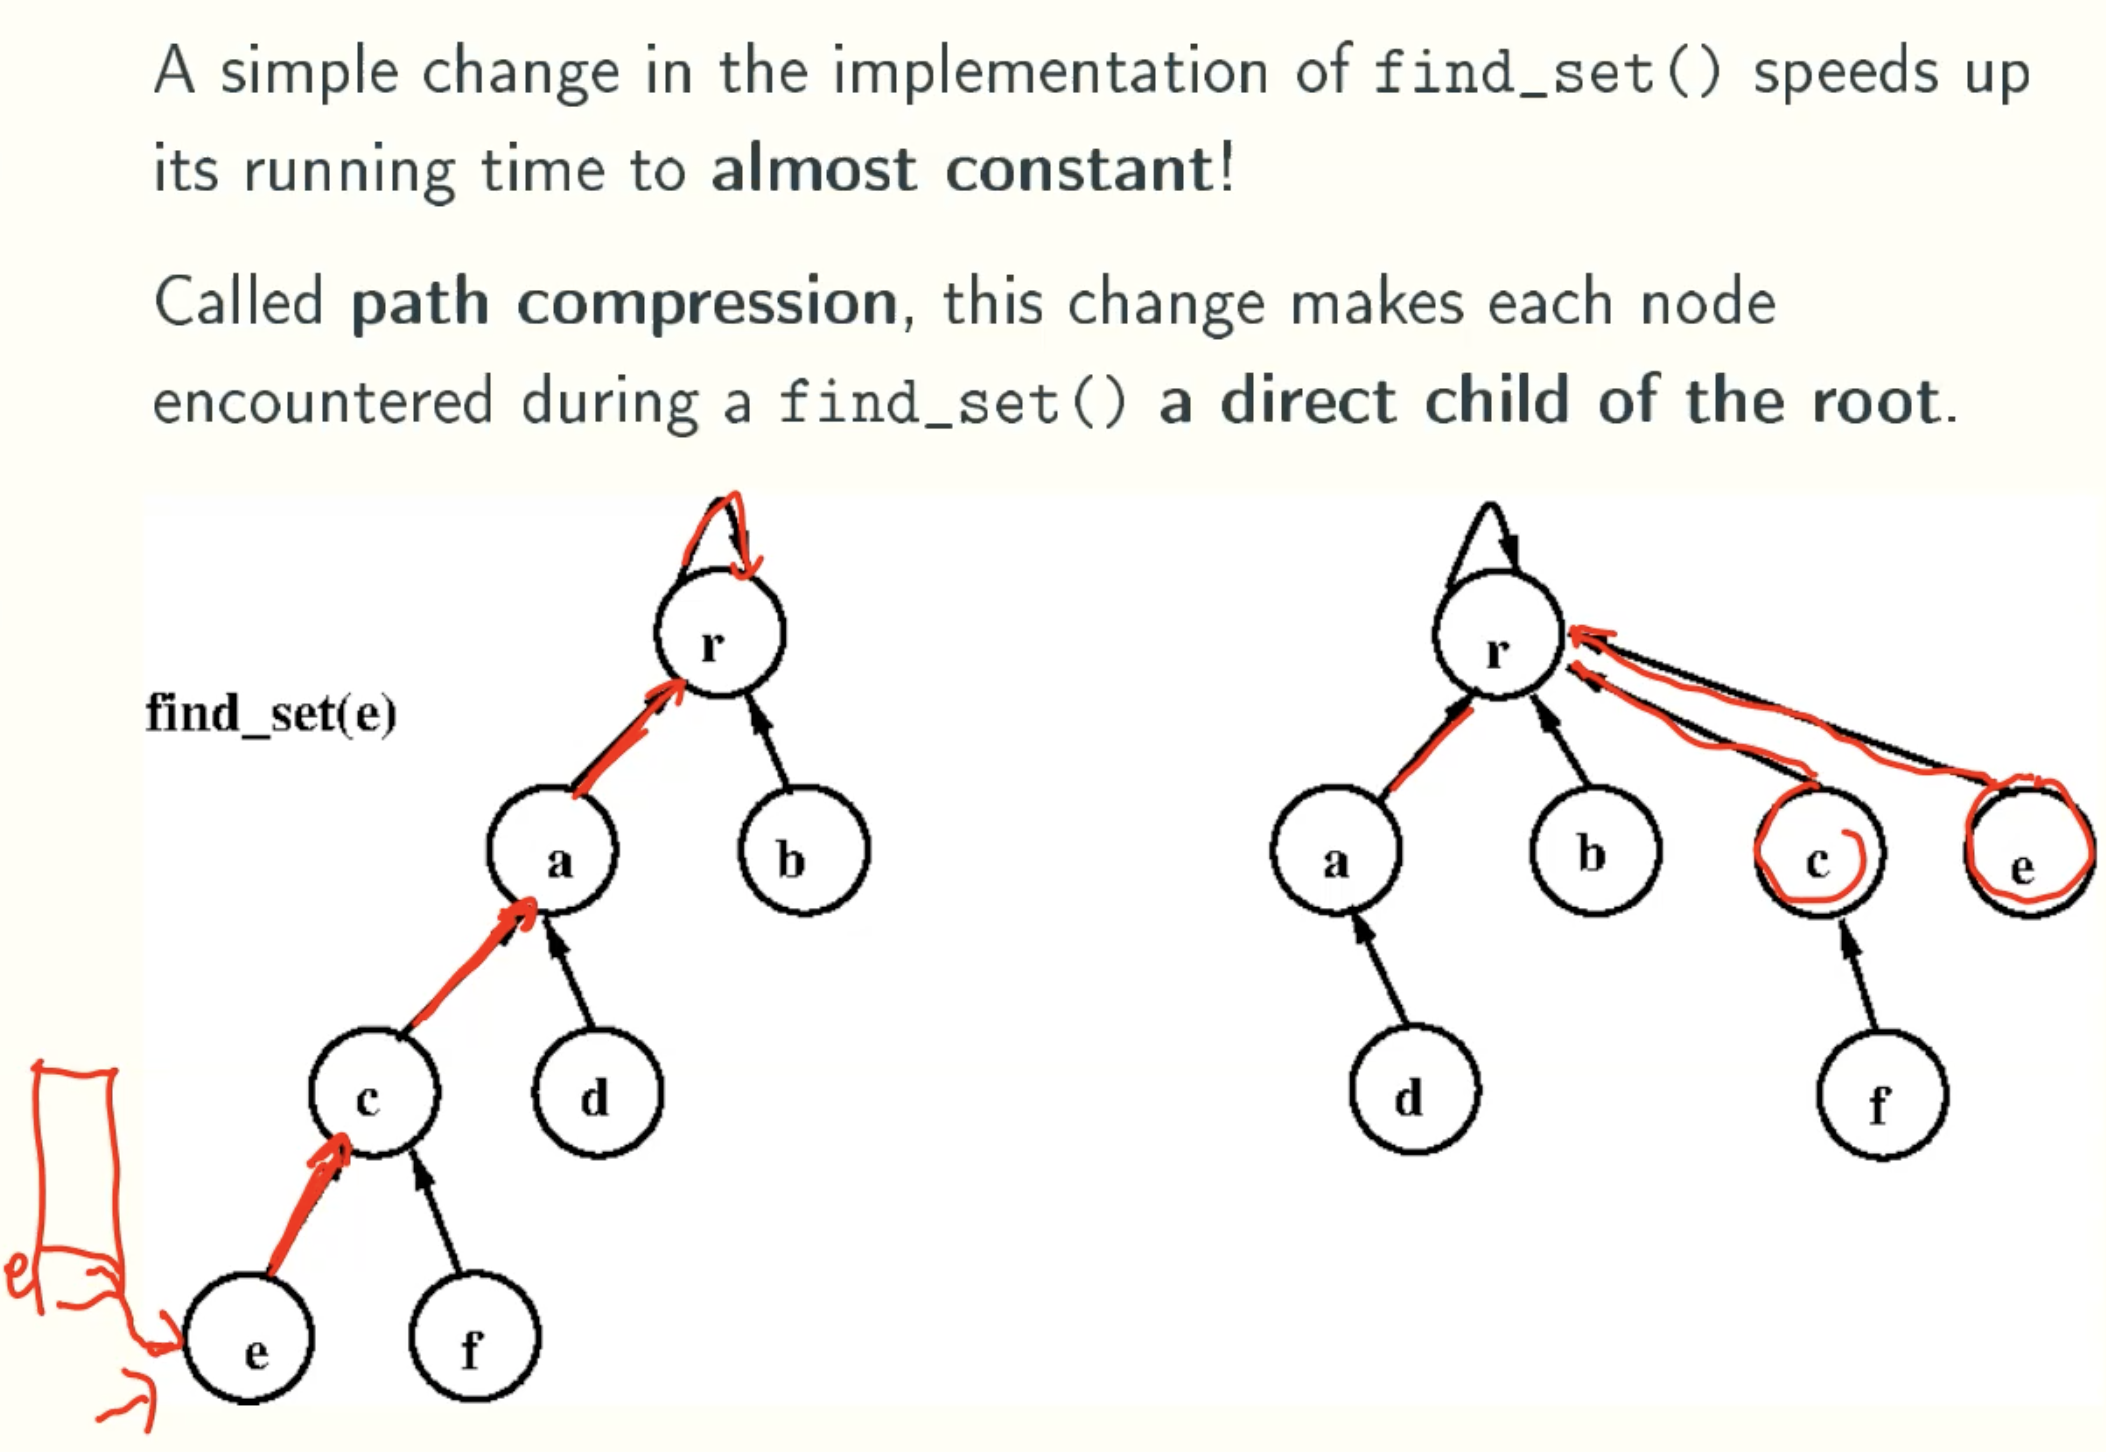 A simple change in the implementation of find_set() speeds up
its running time to almost constant!
Called path compression, this change makes each node
encountered during a find_set() a direct child of the root.
find_set(e)
r
a
b
c
d
e
e
f
r
a
b
c
e
d
f